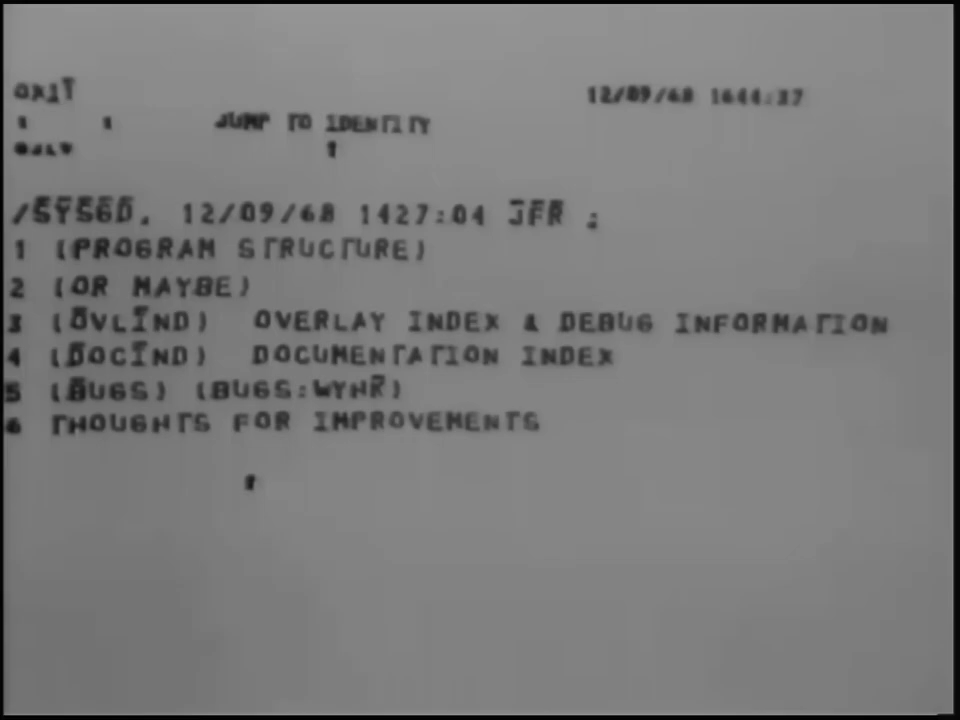 12/09/68 1644:37
JUMP TO IDENTITY
/SYSGD, 12/09/68 1427:04 JFR ;
1 (PROGRAM STRUCTURE)
2 (OR MAYBE)
3 (OVLIND) OVERLAY INDEX & DEBUG INFORMATION
4 (DOCIND) DOCUMENTATION INDEX
5 (BUGS) (BUGS:WYHR)
6 THOUGHTS FOR IMPROVEMENTS